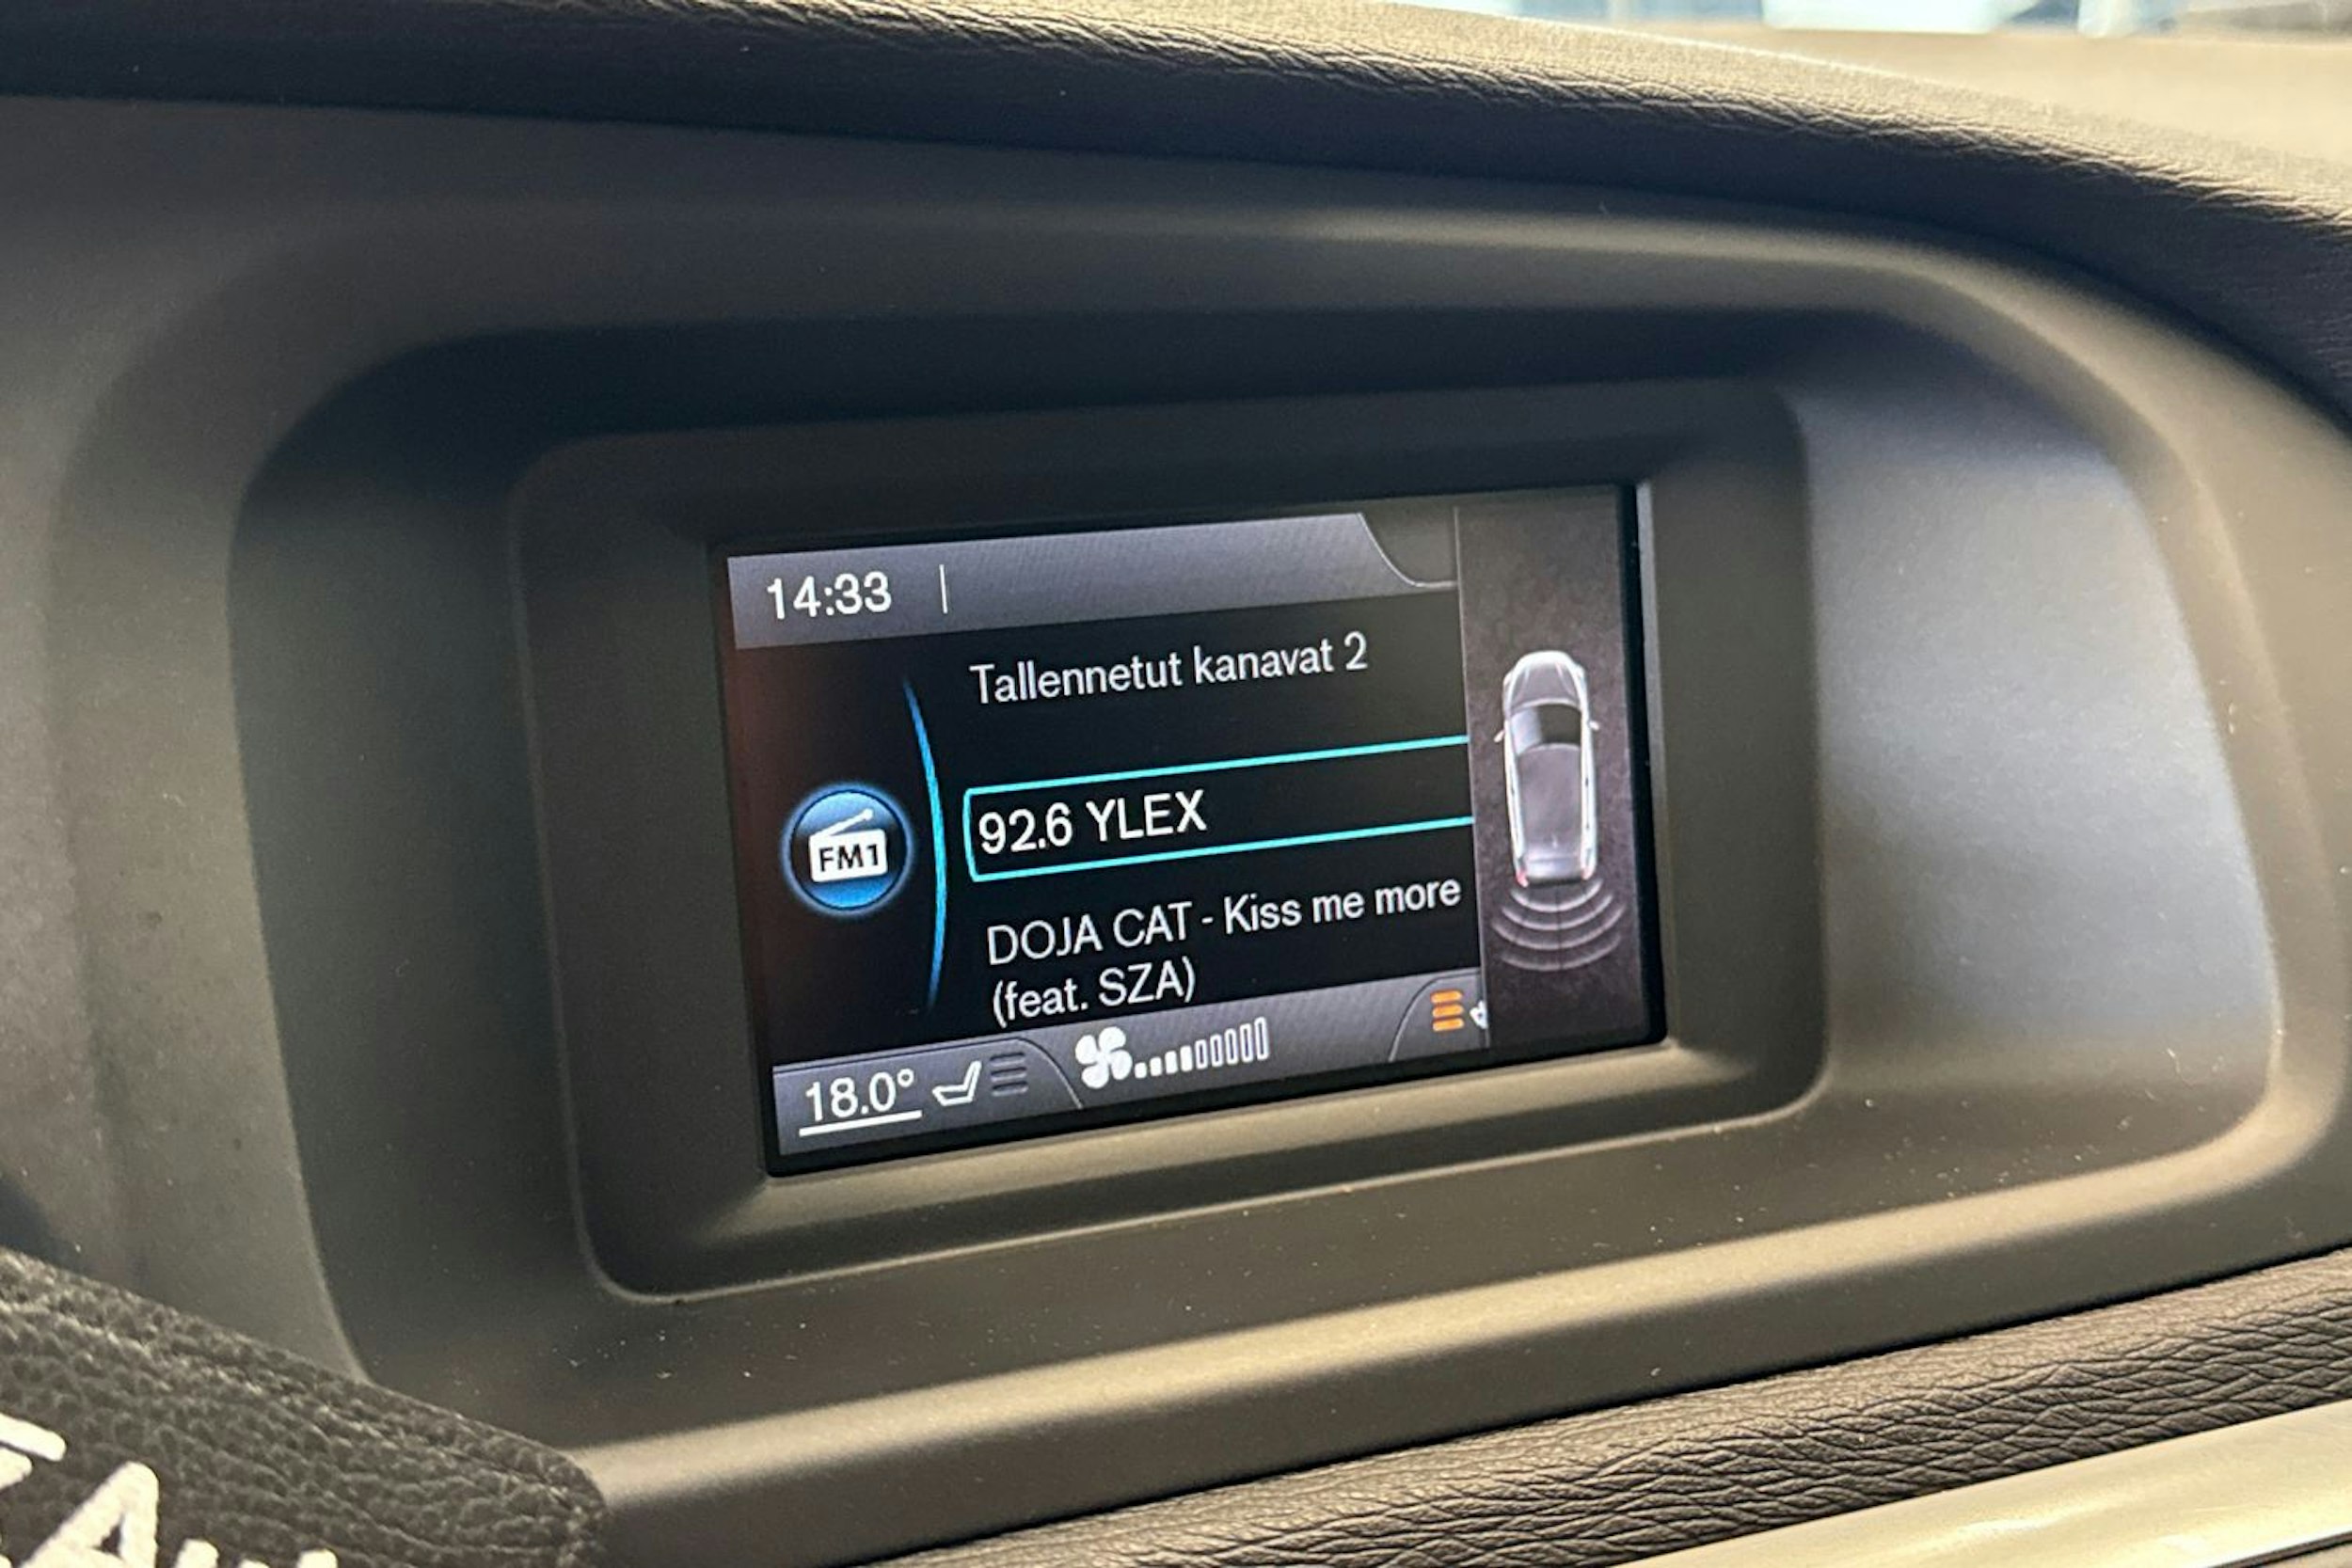 14:33
Tallennetut kanavat 2
FM1
92.6 YLEX
DOJA CAT - Kiss me more
(feat. SZA)
18.0°